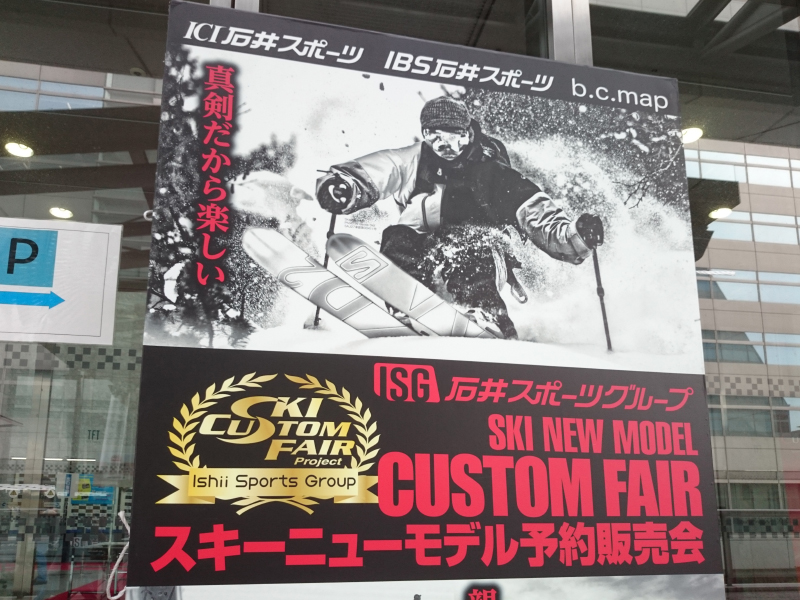 ICI石井スポーツ IBS石井スポーツ b.c.map
真剣だから楽しい
P
ISG 石井スポーツグループ
SKI CUSTOM FAIR
Project
Ishii Sports Group
SKI NEW MODEL
CUSTOM FAIR
スキーニューモデル予約販売会